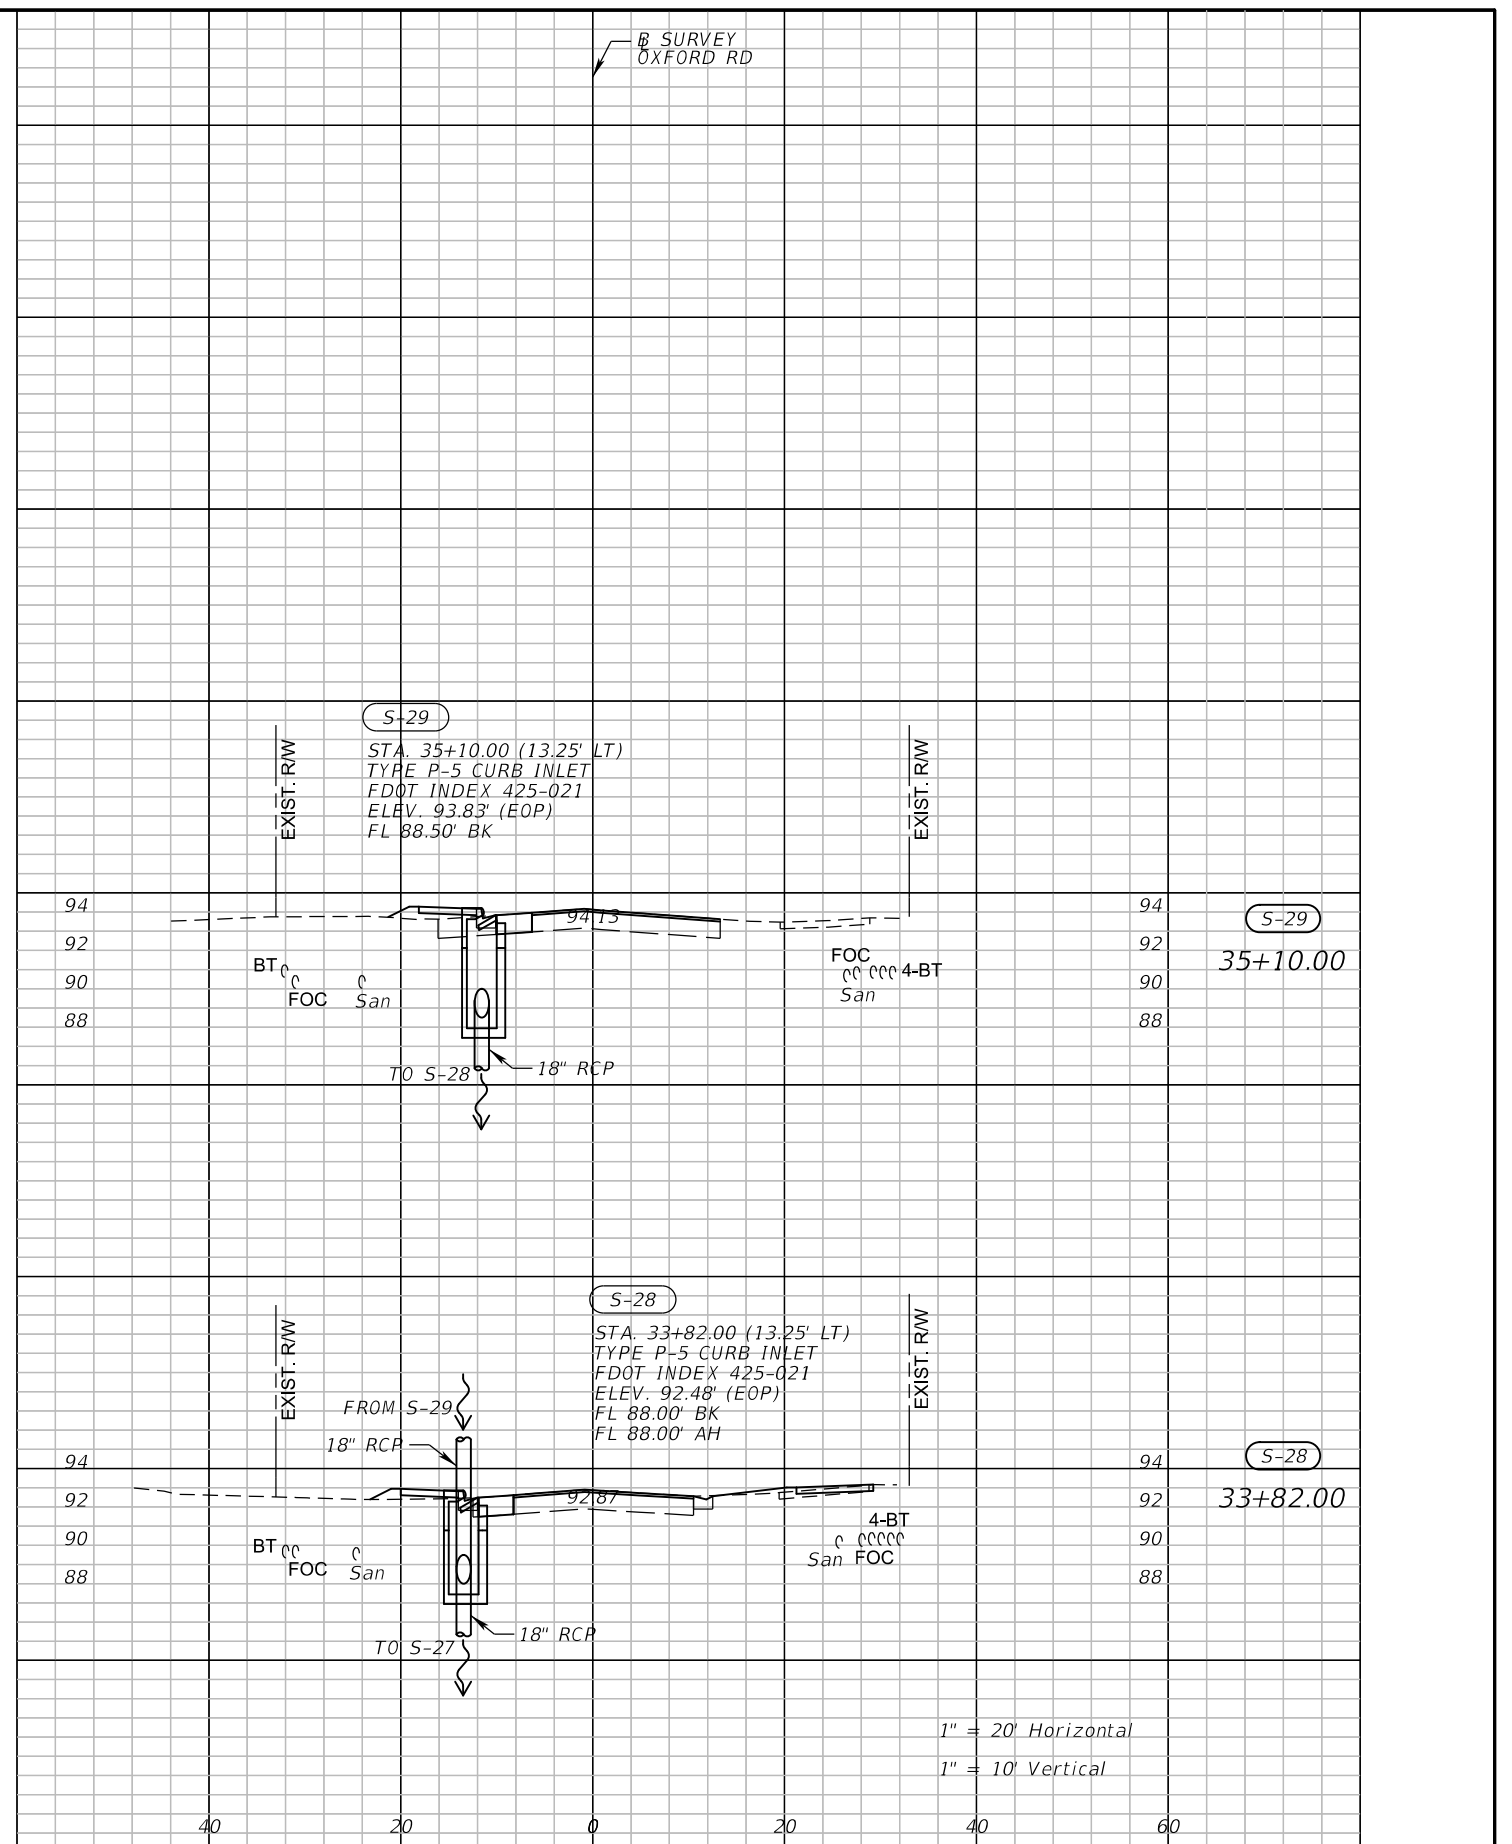 B SURVEY
OXFORD RD
S-29
STA. 35+10.00 (13.25' LT)
TYPE P-5 CURB INLET
FDOT INDEX 425-021
ELEV. 93.83' (EOP)
FL 88.50' BK
EXIST. R/W
EXIST. R/W
94
94
94.13
S-29
92
92
35+10.00
BT
FOC
4-BT
90
90
FOC
San
San
88
88
TO S-28
18" RCP
S-28
STA. 33+82.00 (13.25' LT)
TYPE P-5 CURB INLET
FDOT INDEX 425-021
ELEV. 92.48' (EOP)
FL 88.00' BK
FL 88.00' AH
EXIST. R/W
EXIST. R/W
FROM S-29
18" RCP
94
94
S-28
92
92.87
92
33+82.00
4-BT
90
90
BT
FOC
San
San
FOC
88
88
18" RCP
TO S-27
1" = 20' Horizontal
1" = 10' Vertical
40 20 0 20 40 60